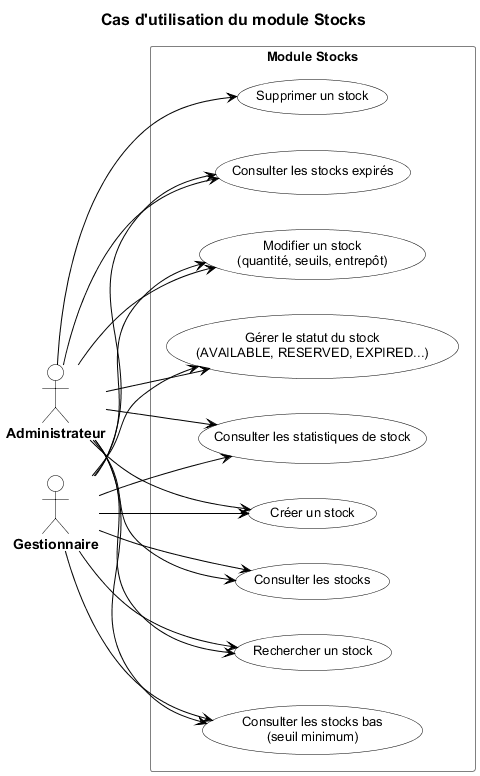 Cas d'utilisation du module Stocks
Module Stocks
Supprimer un stock
Consulter les stocks expirés
Modifier un stock
(quantité, seuils, entrepôt)
Gérer le statut du stock
(AVAILABLE, RESERVED, EXPIRED...)
Administrateur
Consulter les statistiques de stock
Créer un stock
Gestionnaire
Consulter les stocks
Rechercher un stock
Consulter les stocks bas
(seuil minimum)